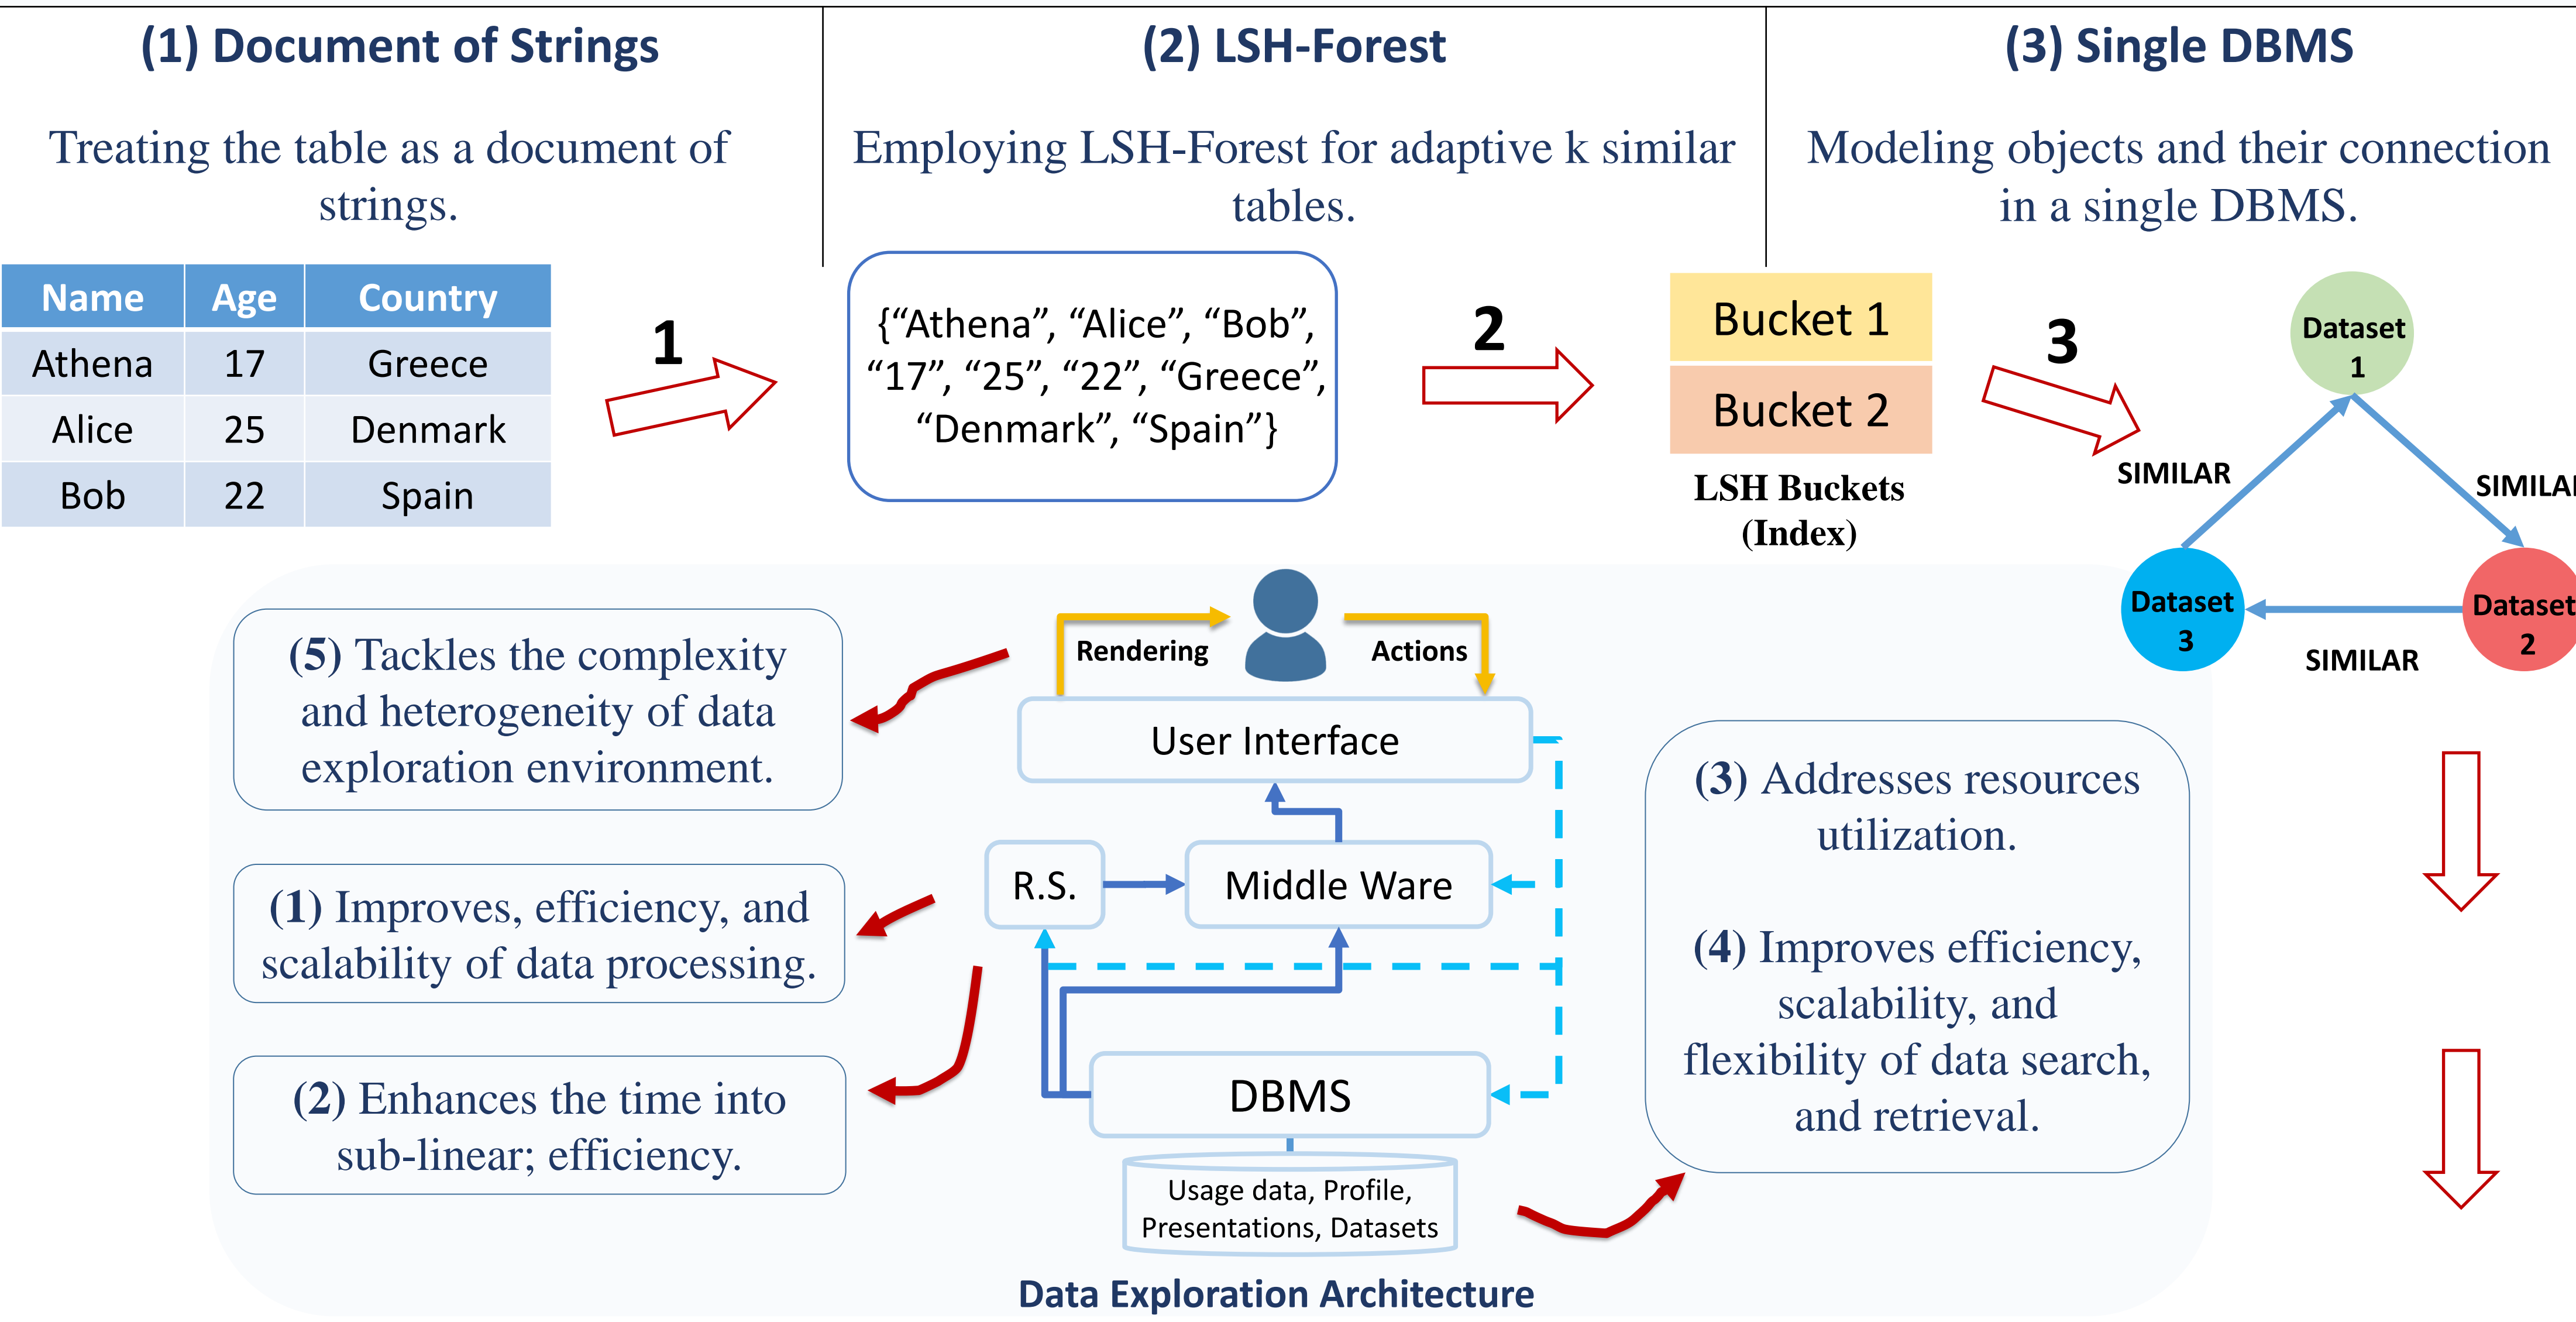 (1) Document of Strings
Treating the table as a document of
strings.
(2) LSH-Forest
Employing LSH-Forest for adaptive k similar
tables.
(3) Single DBMS
Modeling objects and their connection
in a single DBMS.
Name Age Country
Athena 17 Greece
Alice 25 Denmark
Bob 22 Spain
1
{“Athena”, “Alice”, “Bob”,
“17”, “25”, “22”, “Greece”,
“Denmark”, “Spain”}
2
Bucket 1
Bucket 2
LSH Buckets
(Index)
3
Dataset
1
SIMILAR
SIMILAR
Dataset
3
Dataset
2
SIMILAR
(5) Tackles the complexity
and heterogeneity of data
exploration environment.
(1) Improves, efficiency, and
scalability of data processing.
(2) Enhances the time into
sub-linear; efficiency.
Rendering
Actions
User Interface
R.S.
Middle Ware
DBMS
Usage data, Profile,
Presentations, Datasets
Data Exploration Architecture
(3) Addresses resources
utilization.
(4) Improves efficiency,
scalability, and
flexibility of data search,
and retrieval.